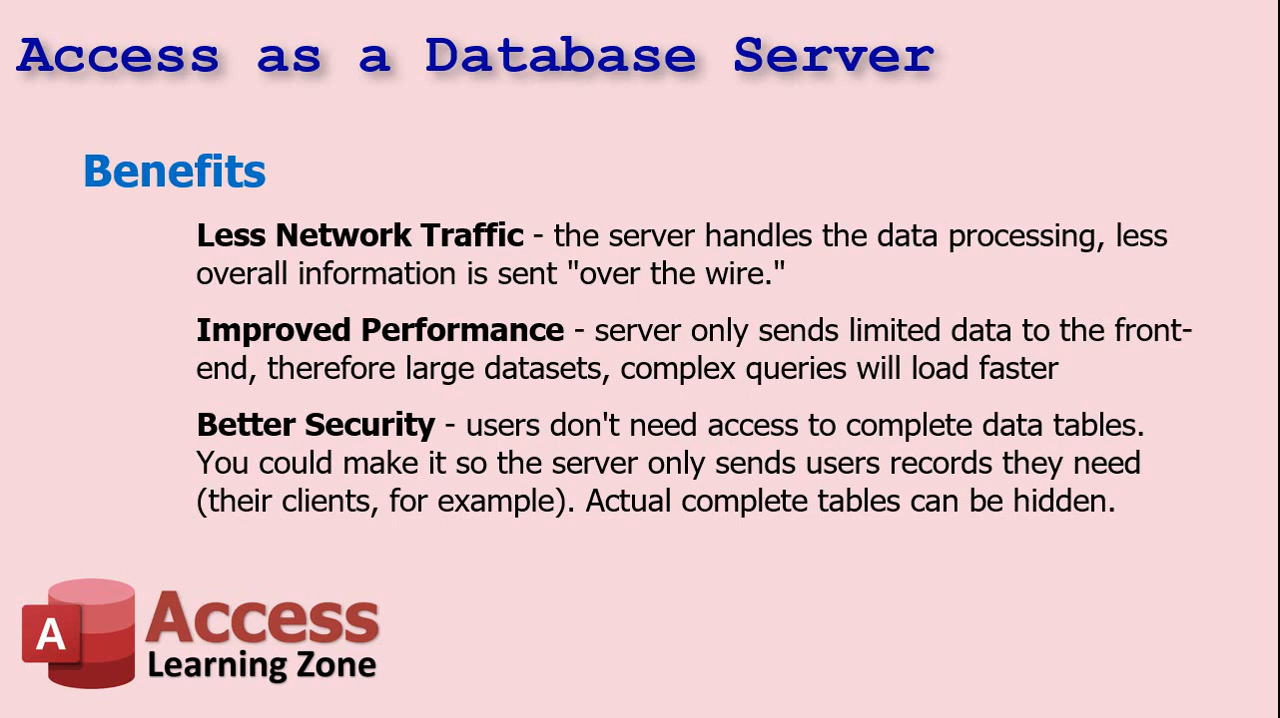 Access as a Database Server
Benefits
Less Network Traffic - the server handles the data processing, less
overall information is sent "over the wire."
Improved Performance - server only sends limited data to the front-
end, therefore large datasets, complex queries will load faster
Better Security - users don't need access to complete data tables.
You could make it so the server only sends users records they need
(their clients, for example). Actual complete tables can be hidden.
A
Access
Learning Zone